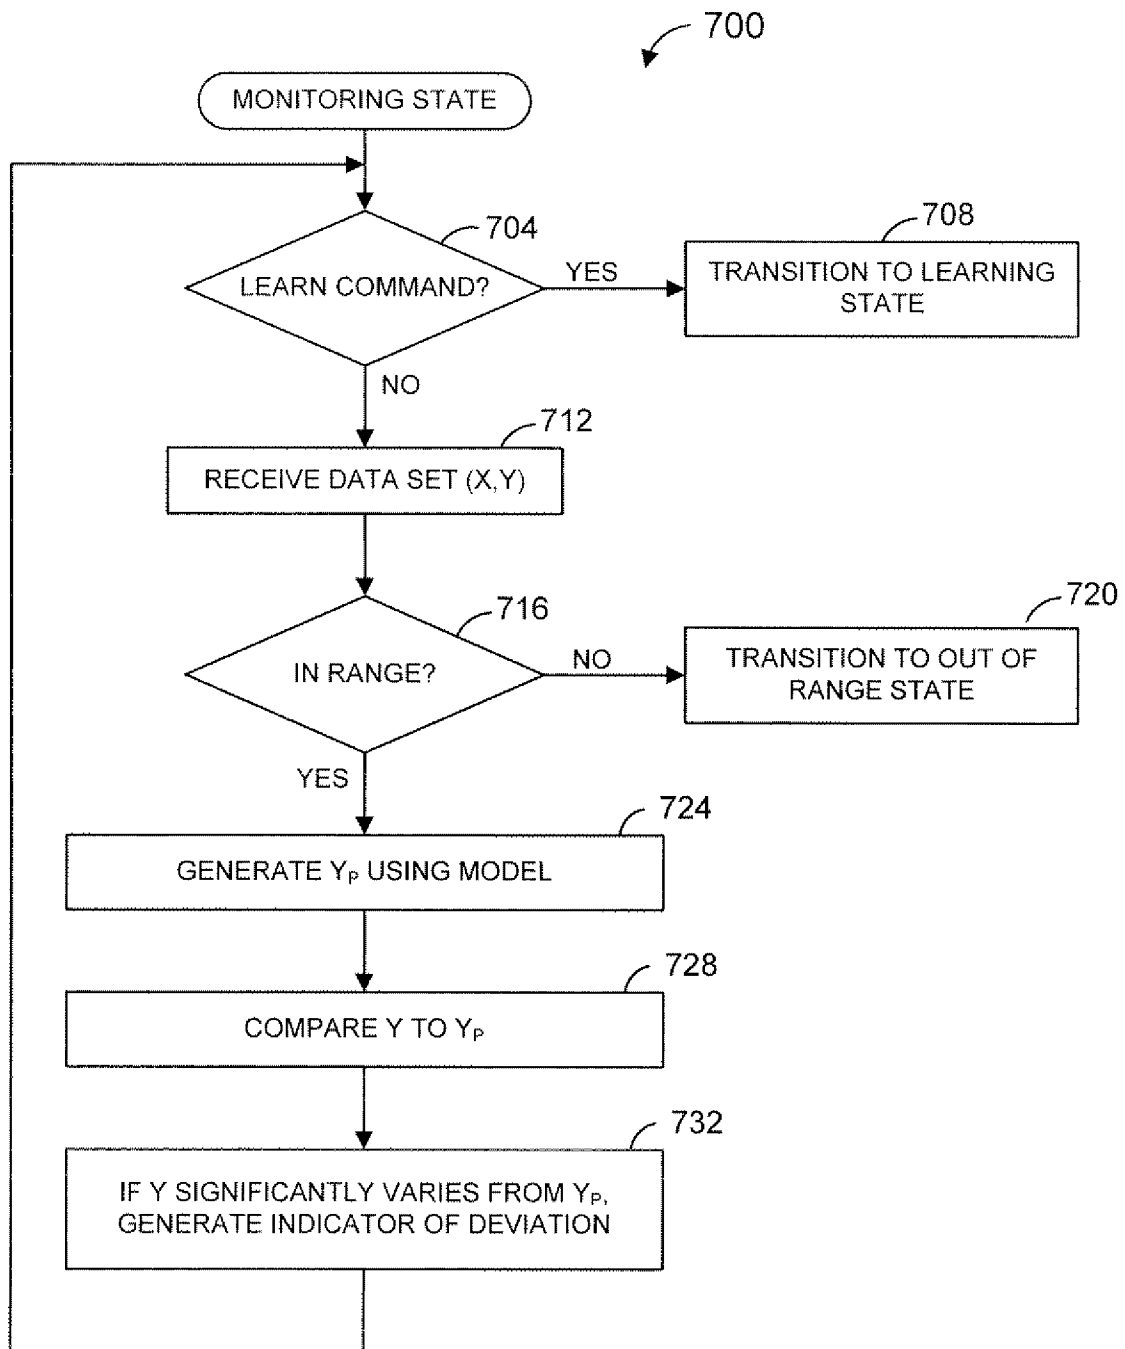 700
MONITORING STATE
704
LEARN COMMAND?
YES
708
TRANSITION TO LEARNING
STATE
NO
712
RECEIVE DATA SET (X,Y)
716
IN RANGE?
NO
720
TRANSITION TO OUT OF
RANGE STATE
YES
724
GENERATE YP USING MODEL
728
COMPARE Y TO YP
732
IF Y SIGNIFICANTLY VARIES FROM YP,
GENERATE INDICATOR OF DEVIATION